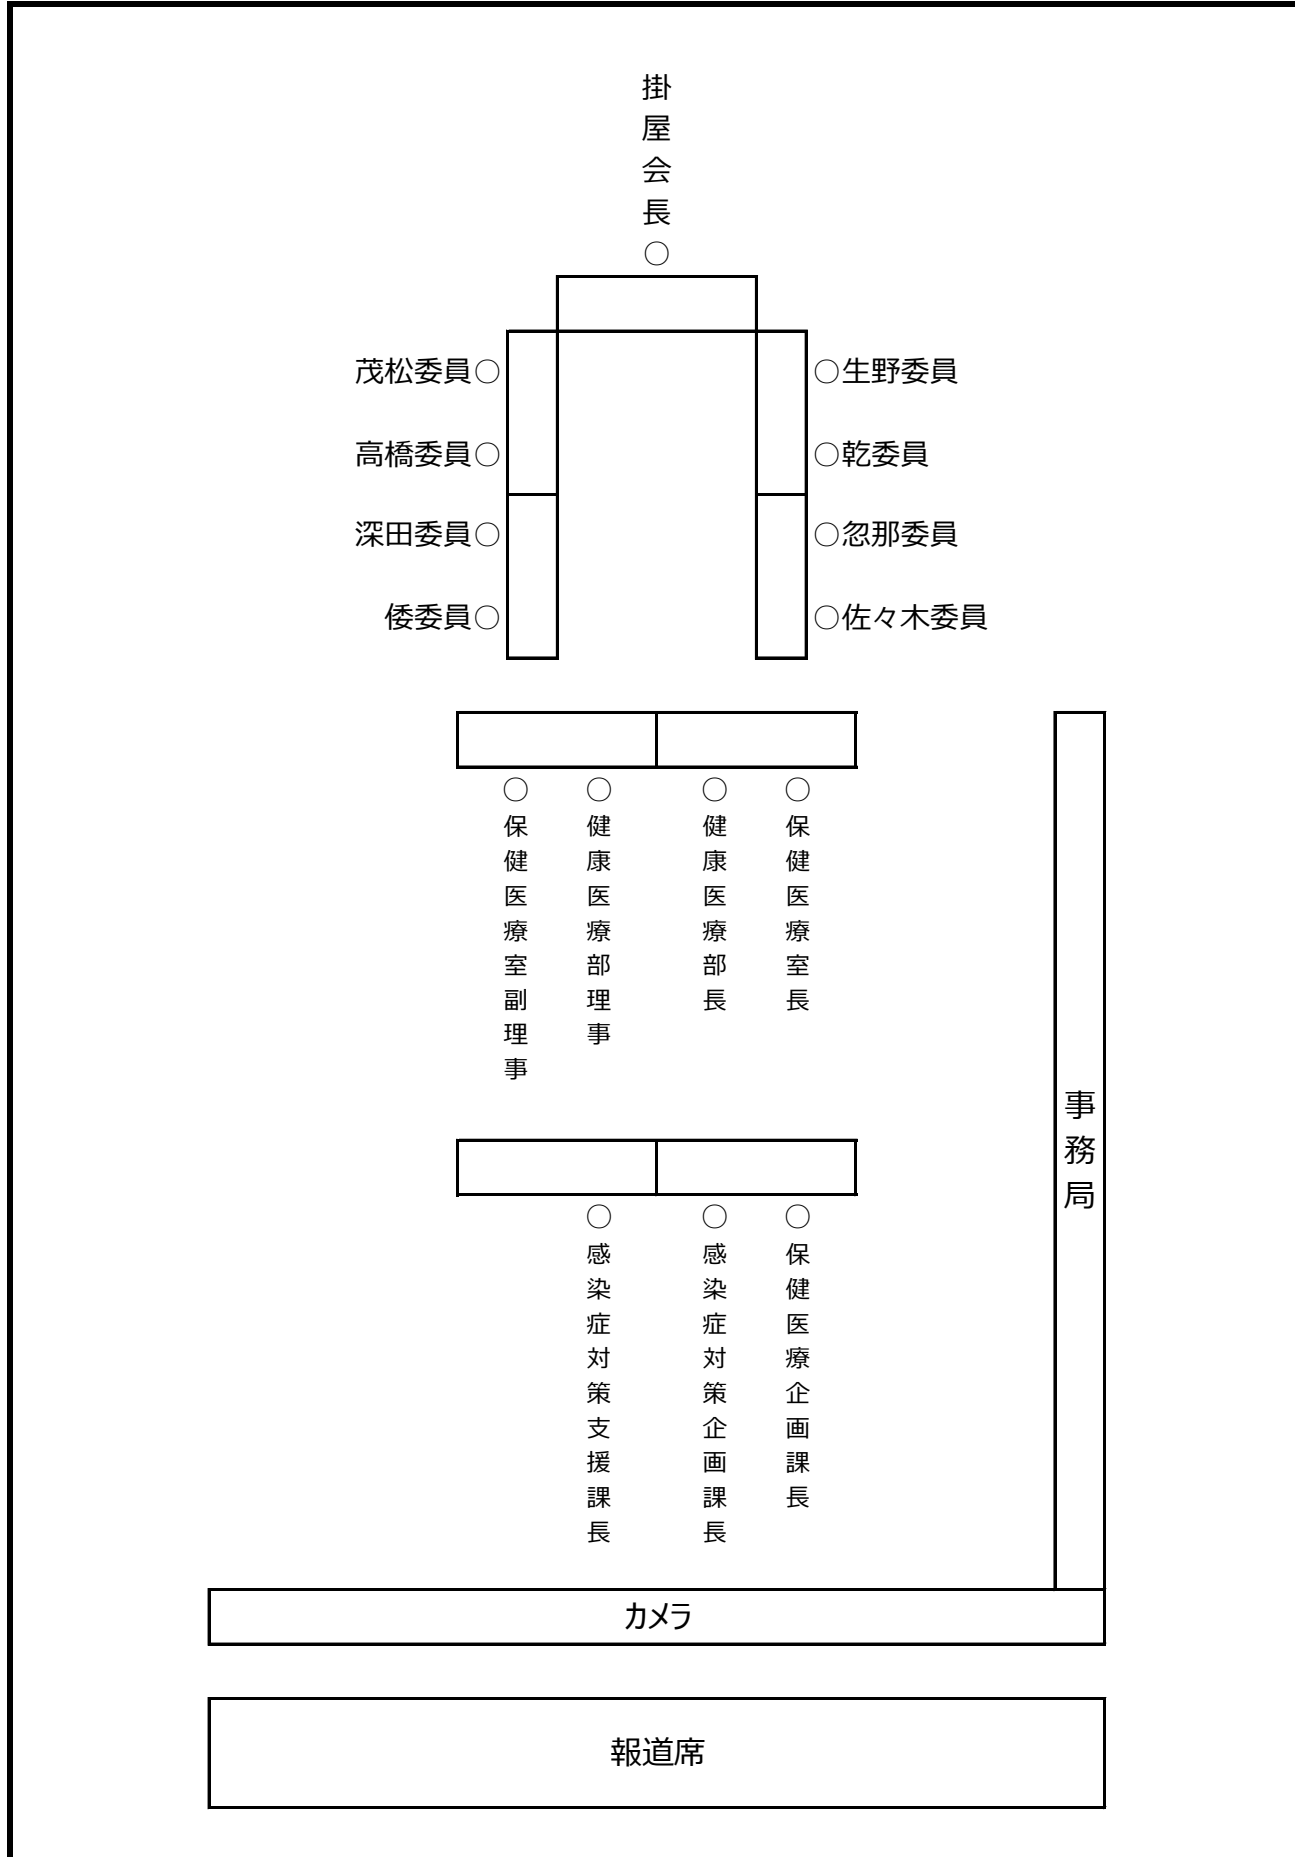 掛屋会長○
茂松委員○
○生野委員
高橋委員○
○乾委員
深田委員○
○忽那委員
倭委員○
○佐々木委員
○保健医療室副理事
○健康医療部理事
○健康医療部長
○保健医療室長
事務局
○感染症対策支援課長
○感染症対策企画課長
○保健医療企画課長
カメラ
報道席